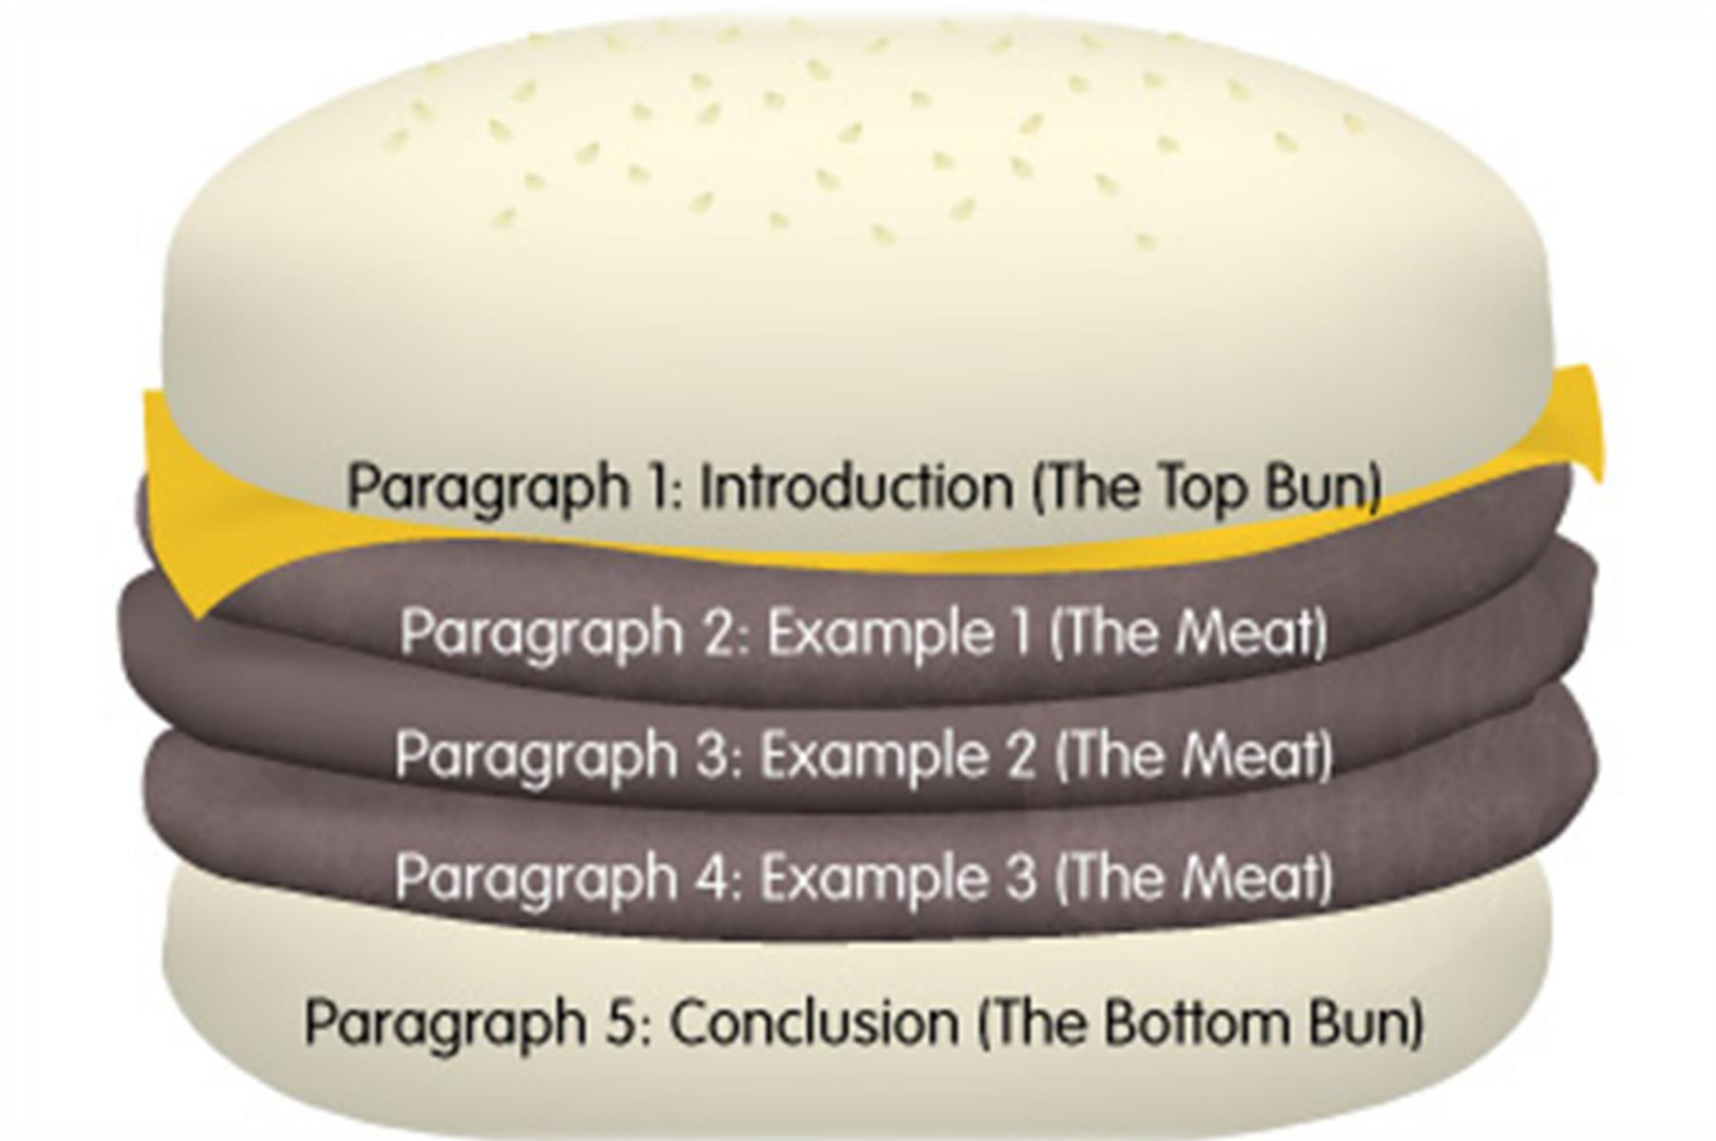 Paragraph 1: Introduction (The Top Bun)
Paragraph 2: Example 1 (The Meat)
Paragraph 3: Example 2 (The Meat)
Paragraph 4: Example 3 (The Meat)
Paragraph 5: Conclusion (The Bottom Bun)